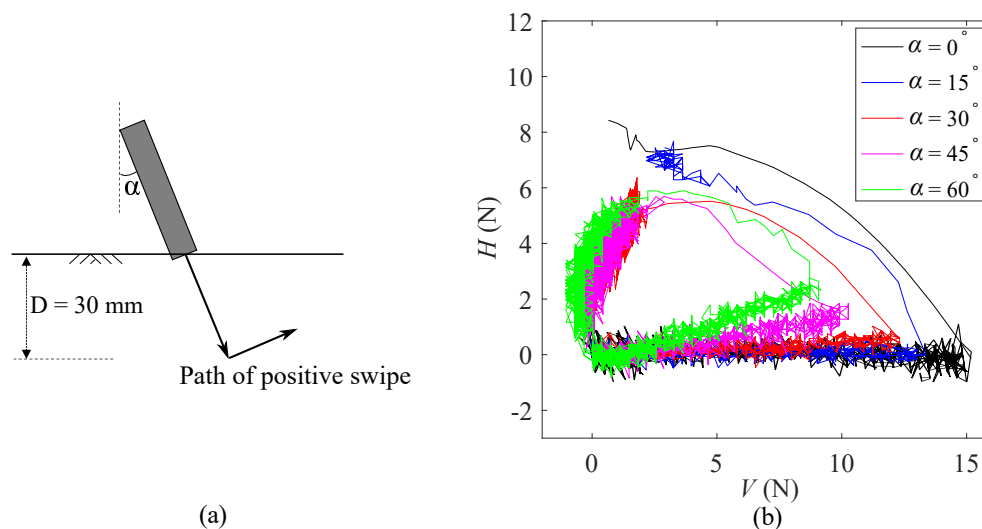 α
D = 30 mm
Path of positive swipe
(a)
12
10
8
6
4
2
0
-2
H (N)
0 5 10 15
V (N)
α = 0°
α = 15°
α = 30°
α = 45°
α = 60°
(b)